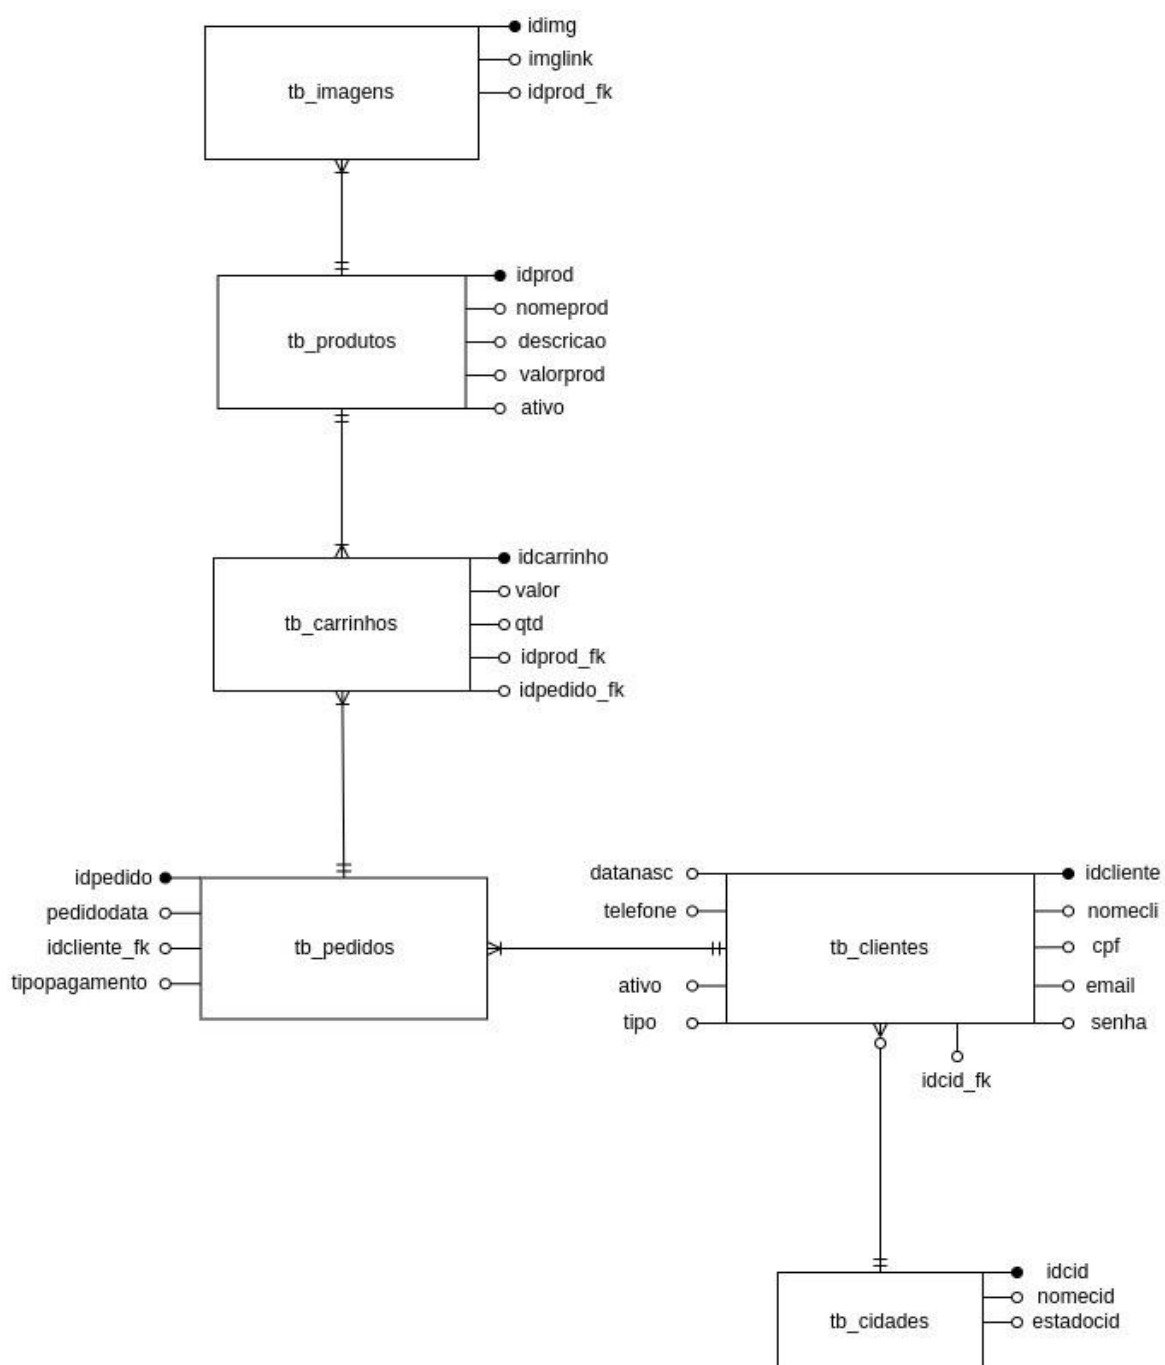 idimg
imglink
tb_imagens
idprod_fk
idprod
nomeprod
tb_produtos
descricao
valorprod
ativo
idcarrinho
valor
tb_carrinhos
qtd
idprod_fk
idpedido_fk
idpedido
pedidodata
idcliente_fk
tipopagamento
tb_pedidos
datanasc
telefone
ativo
tipo
tb_clientes
idcliente
nomecli
cpf
email
senha
idcid_fk
idcid
nomecid
tb_cidades
estadocid